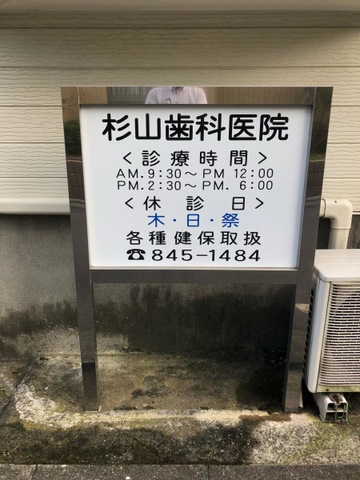 杉山歯科医院
<診療時間>
AM.9:30～PM 12:00
PM.2:30～PM. 6:00
<休診日>
木・日・祭
各種健保取扱
☎845-1484